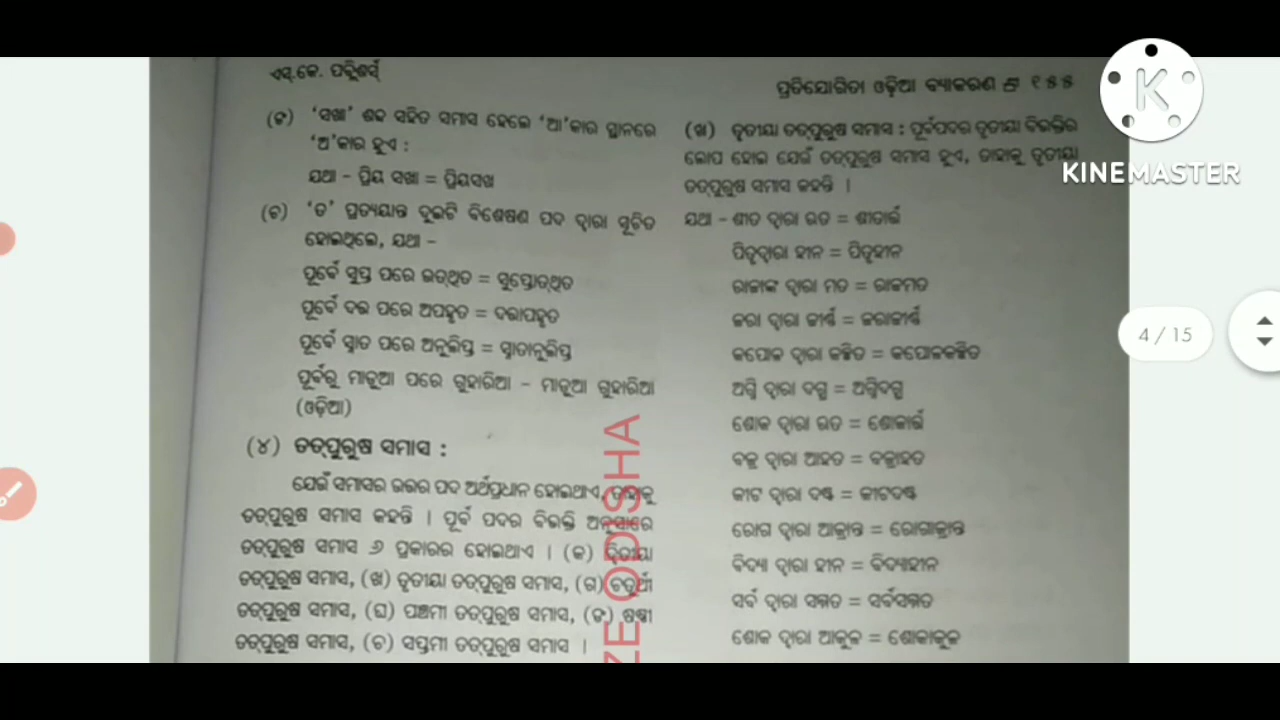 ଏସ୍.କେ. ପବ୍ଲିଶର୍ସ୍
(ଙ) 'ସଖା' ଶବ୍ଦ ସହିତ ସମାସ ହେଲେ 'ଆ'କାର ସ୍ଥାନରେ
'ଅ'କାର ହୁଏ :
ଯଥା - ପ୍ରିୟ ସଖା = ପ୍ରିୟସଖ
(ଚ) 'ତ' ପ୍ରତ୍ୟୟାନ୍ତ ଦୁଇଟି ବିଶେଷଣ ପଦ ଦ୍ୱାରା ସୂଚିତ
ହୋଇଥିଲେ, ଯଥା -
ପୂର୍ବେ ସୁପ୍ତ ପରେ ଉତ୍‌ଥିତ = ସୁପ୍ତୋତ୍‌ଥିତ
ପୂର୍ବେ ଦତ୍ତ ପରେ ଅପହୃତ = ଦତ୍ତାପହୃତ
ପୂର୍ବେ ସ୍ନାତ ପରେ ଅନୁଲିପ୍ତ = ସ୍ନାତାନୁଲିପ୍ତ
ପୂର୍ବରୁ ମାଡୁଆ ପରେ ଗୁହାରିଆ - ମାଡୁଆ ଗୁହାରିଆ
(ଓଡ଼ିଆ)
(୪) ତତ୍‌ପୁରୁଷ ସମାସ :
ଯେଉଁ ସମାସର ଉତ୍ତର ପଦ ଅର୍ଥପ୍ରଧାନ ହୋଇଥାଏ, ତାହାକୁ
ତତ୍‌ପୁରୁଷ ସମାସ କହନ୍ତି । ପୂର୍ବ ପଦର ବିଭକ୍ତି ଅନୁସାରେ
ତତ୍‌ପୁରୁଷ ସମାସ ୬ ପ୍ରକାରର ହୋଇଥାଏ । (କ) ଦ୍ୱିତୀୟା
ତତ୍‌ପୁରୁଷ ସମାସ, (ଖ) ତୃତୀୟା ତତ୍‌ପୁରୁଷ ସମାସ, (ଗ) ଚତୁର୍ଥୀ
ତତ୍‌ପୁରୁଷ ସମାସ, (ଘ) ପଞ୍ଚମୀ ତତ୍‌ପୁରୁଷ ସମାସ, (ଙ) ଷଷ୍ଠୀ
ତତ୍‌ପୁରୁଷ ସମାସ, (ଚ) ସପ୍ତମୀ ତତ୍‌ପୁରୁଷ ସମାସ ।
ପ୍ରତିଯୋଗିତା ଓଡ଼ିଆ ବ୍ୟାକରଣ ୧୫୫
(ଖ) ତୃତୀୟା ତତ୍‌ପୁରୁଷ ସମାସ : ପୂର୍ବପଦର ତୃତୀୟା ବିଭକ୍ତିର
ଲୋପ ହୋଇ ଯେଉଁ ତତ୍‌ପୁରୁଷ ସମାସ ହୁଏ, ତାହାକୁ ତୃତୀୟା
ତତ୍‌ପୁରୁଷ ସମାସ କହନ୍ତି ।
ଯଥା - ଶୀତ ଦ୍ୱାରା ଋତ = ଶୀତାର୍ତ୍ତ
ପିତୃଦ୍ୱାରା ହୀନ = ପିତୃହୀନ
ରାଜାଙ୍କ ଦ୍ୱାରା ମତ = ରାଜମତ
ଜରା ଦ୍ୱାରା ଜୀର୍ଣ୍ଣ = ଜରାଜୀର୍ଣ୍ଣ
କପୋଳ ଦ୍ୱାରା କଳ୍ପିତ = କପୋଳକଳ୍ପିତ
ଅଗ୍ନି ଦ୍ୱାରା ଦଗ୍ଧ = ଅଗ୍ନିଦଗ୍ଧ
ଶୋକ ଦ୍ୱାରା ଋତ = ଶୋକାର୍ତ୍ତ
ବଜ୍ର ଦ୍ୱାରା ଆହତ = ବଜ୍ରାହତ
କୀଟ ଦ୍ୱାରା ଦଷ୍ଟ = କୀଟଦଷ୍ଟ
ରୋଗ ଦ୍ୱାରା ଆକ୍ରାନ୍ତ = ରୋଗାକ୍ରାନ୍ତ
ବିଦ୍ୟା ଦ୍ୱାରା ହୀନ = ବିଦ୍ୟାହୀନ
ସର୍ବ ଦ୍ୱାରା ସମ୍ମତ = ସର୍ବସମ୍ମତ
ଶୋକ ଦ୍ୱାରା ଆକୁଳ = ଶୋକାକୁଳ
ZE ODISHA
KINEMASTER
4 / 15